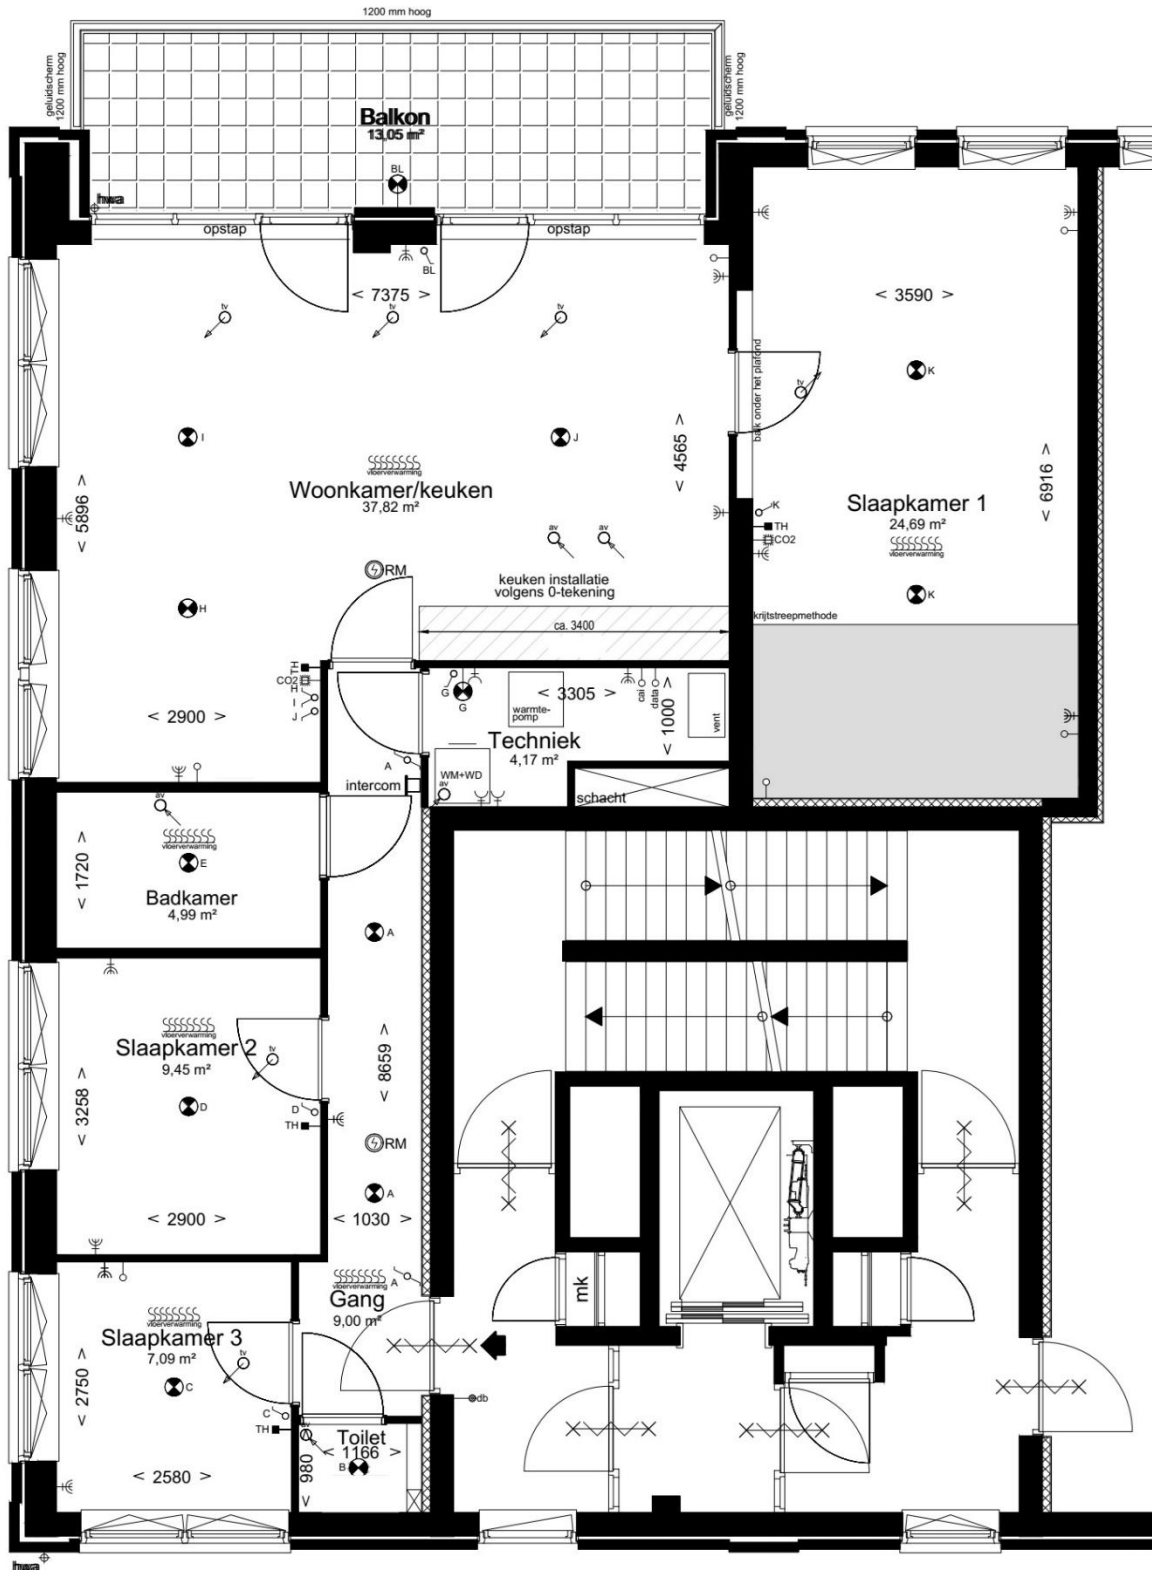 1200 mm hoog
geluidscherm
1200 mm hoog
geluidscherm
1200 mm hoog
Balkon
13,05 m²
BL
hwa
opstap
opstap
BL
< 7375 >
tv
tv
tv
< 3590 >
balk onder het plafond
tv
K
I
J
< 4565 >
< 5896 >
vloerverwarming
Woonkamer/keuken
37,82 m²
Slaapkamer 1
24,69 m²
vloerverwarming
< 6916 >
K
TH
CO2
av
av
RM
keuken installatie
volgens 0-tekening
K
H
ca. 3400
krijtstreepmethode
TH
CO2
H
I
J
G
G
warmte-
pomp
< 3305 >
cai
data
< 1000 >
vent
< 2900 >
Techniek
4,17 m²
A
WM+WD
av
intercom
schacht
av
vloerverwarming
E
< 1720 >
Badkamer
4,99 m²
A
vloerverwarming
Slaapkamer 2
9,45 m²
tv
< 8659 >
D
D
TH
< 3258 >
RM
A
< 2900 >
< 1030 >
vloerverwarming
A
Gang
9,00 m²
mk
vloerverwarming
Slaapkamer 3
7,09 m²
tv
C
< 2750 >
C
TH
db
av
Toilet
< 1166 >
B
< 980 >
< 2580 >
hwa